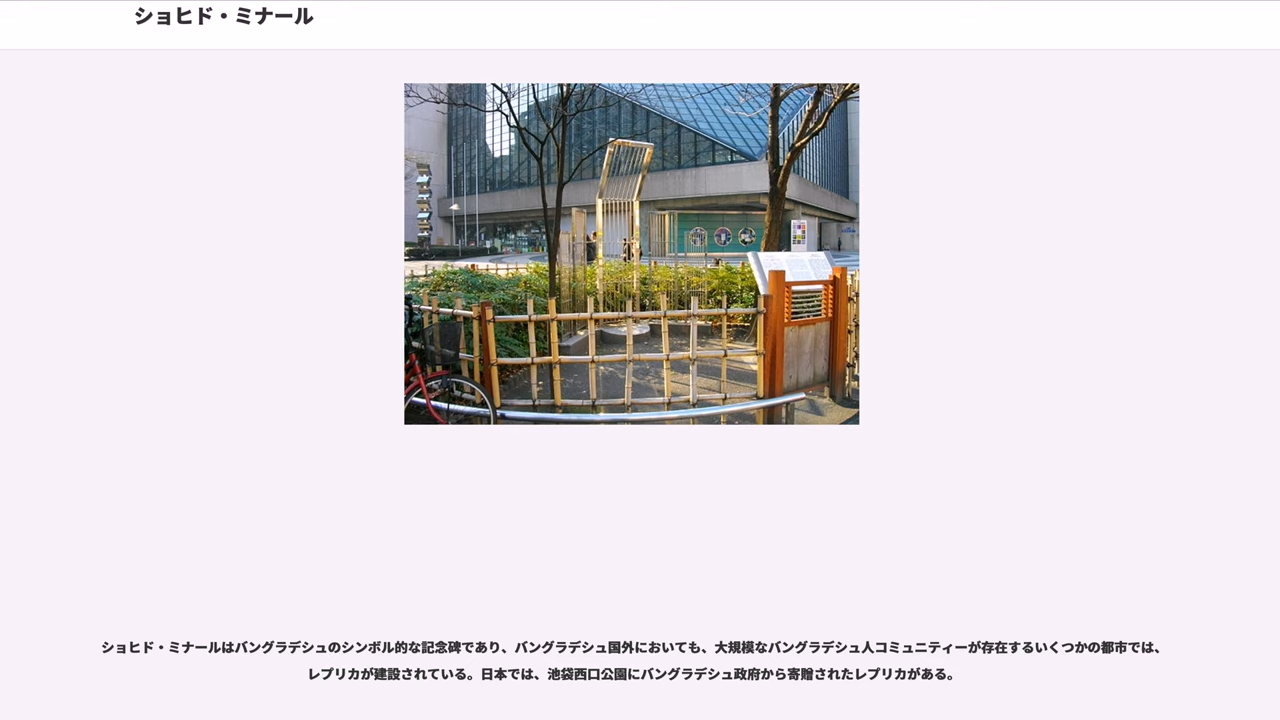 ショヒド・ミナール
ショヒド・ミナールはバングラデシュのシンボル的な記念碑であり、バングラデシュ国外においても、大規模なバングラデシュ人コミュニティーが存在するいくつかの都市では、
レプリカが建設されている。日本では、池袋西口公園にバングラデシュ政府から寄贈されたレプリカがある。